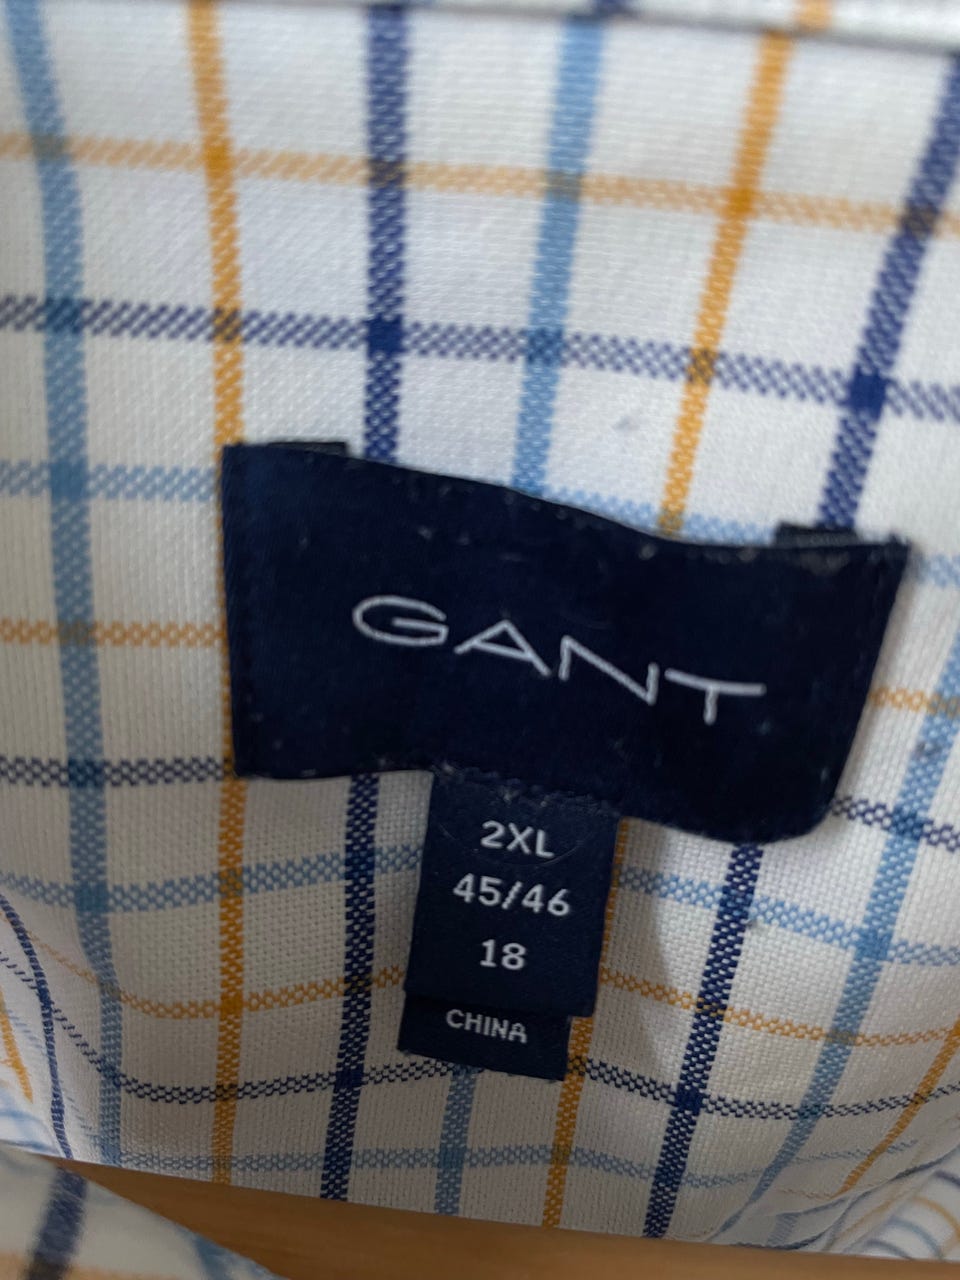 GANT
2XL
45/46
18
CHINA